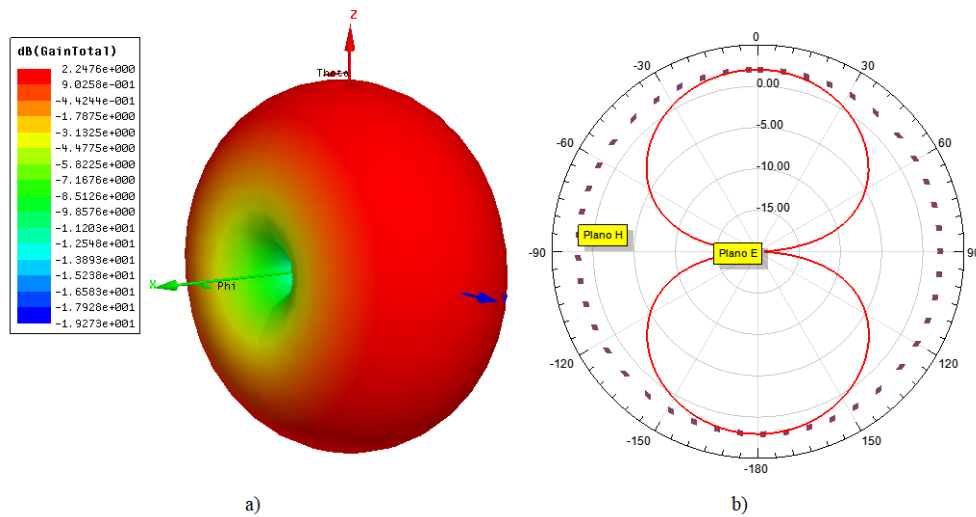 dB(GainTotal)
2.2476e+000
9.0258e-001
-4.4244e-001
-1.7875e+000
-3.1325e+000
-4.4775e+000
-5.8225e+000
-7.1676e+000
-8.5126e+000
-9.8576e+000
-1.1203e+001
-1.2548e+001
-1.3893e+001
-1.5238e+001
-1.6583e+001
-1.7928e+001
-1.9273e+001
Z
Theta
X
Phi
Y
0
-30
30
0.00
-60
60
-5.00
-10.00
-15.00
Plano H
Plano E
-90
90
-120
120
-150
150
-180
a)
b)